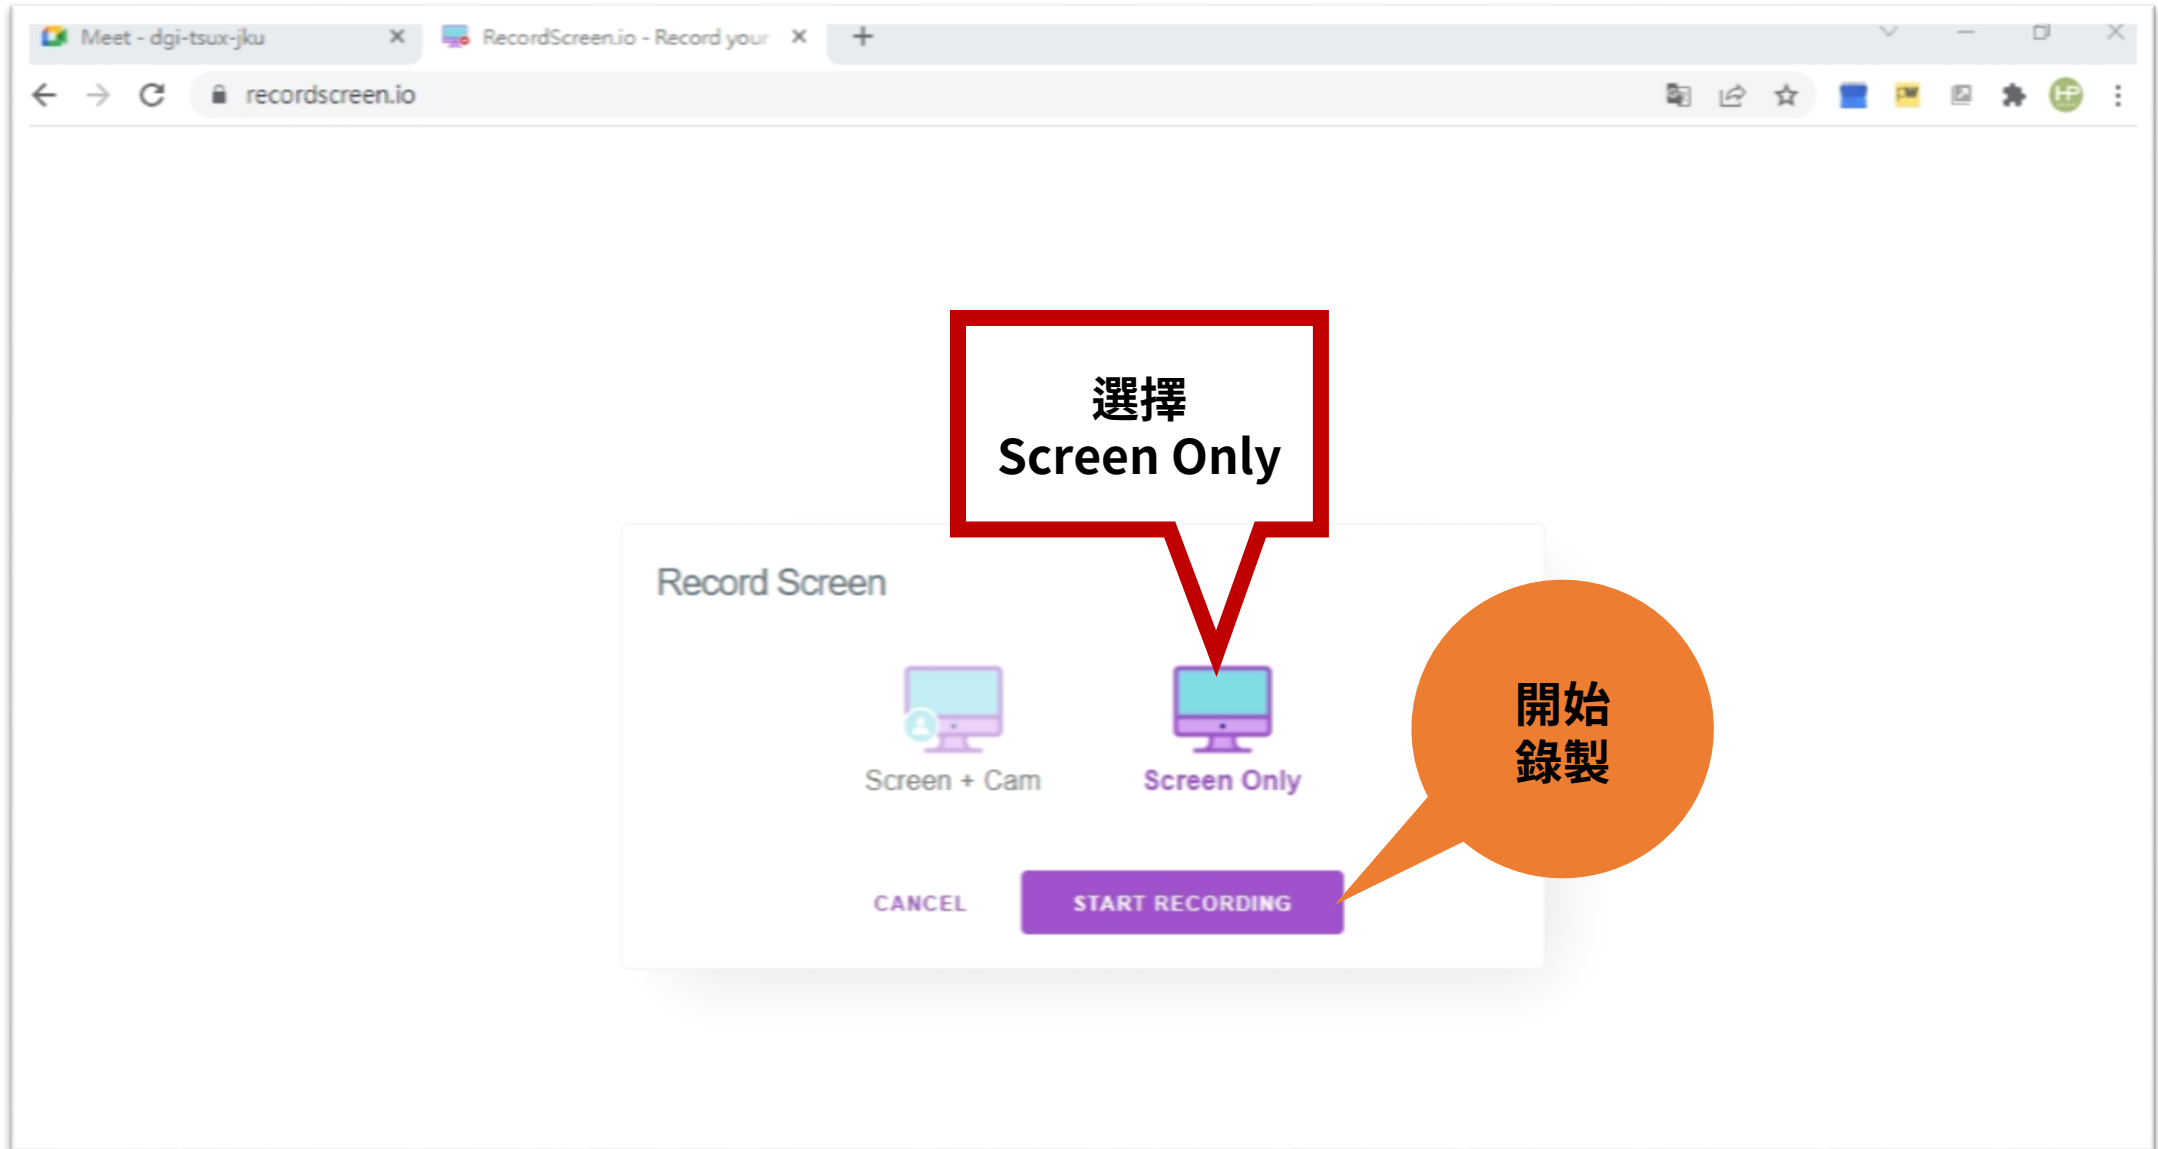 Meet - dgi-tsux-jku
RecordScreen.io - Record your
recordscreen.io
HP
選擇
Screen Only
Record Screen
開始
錄製
Screen + Cam
Screen Only
CANCEL
START RECORDING